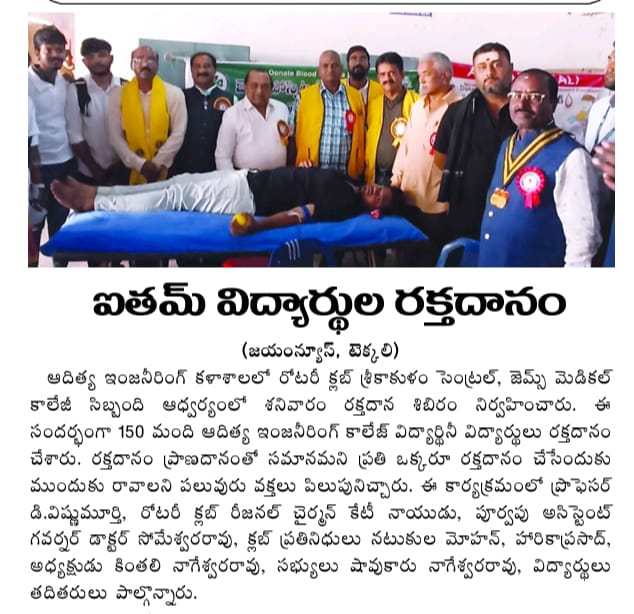 Donate Blood
ఐతమ్ విద్యార్థుల రక్తదానం
(జయంన్యూస్, టెక్కలి)
ఆదిత్య ఇంజనీరింగ్ కళాశాలలో రోటరీ క్లబ్ శ్రీకాకుళం సెంట్రల్, జెమ్స్ మెడికల్
కాలేజీ సిబ్బంది ఆధ్వర్యంలో శనివారం రక్తదాన శిబిరం నిర్వహించారు. ఈ
సందర్భంగా 150 మంది ఆదిత్య ఇంజనీరింగ్ కాలేజ్ విద్యార్థినీ విద్యార్థులు రక్తదానం
చేశారు. రక్తదానం ప్రాణదానంతో సమానమని ప్రతి ఒక్కరూ రక్తదానం చేసేందుకు
ముందుకు రావాలని పలువురు వక్తలు పిలుపునిచ్చారు. ఈ కార్యక్రమంలో ప్రొఫెసర్
డి.విష్ణుమూర్తి, రోటరీ క్లబ్ రీజనల్ చైర్మన్ కేటీ నాయుడు, పూర్వపు అసిస్టెంట్
గవర్నర్ డాక్టర్ సోమేశ్వరరావు, క్లబ్ ప్రతినిధులు నటుకుల మోహన్, హారికాప్రసాద్,
అధ్యక్షుడు కింతలి నాగేశ్వరరావు, సభ్యులు షావుకారు నాగేశ్వరరావు, విద్యార్థులు
తదితరులు పాల్గొన్నారు.